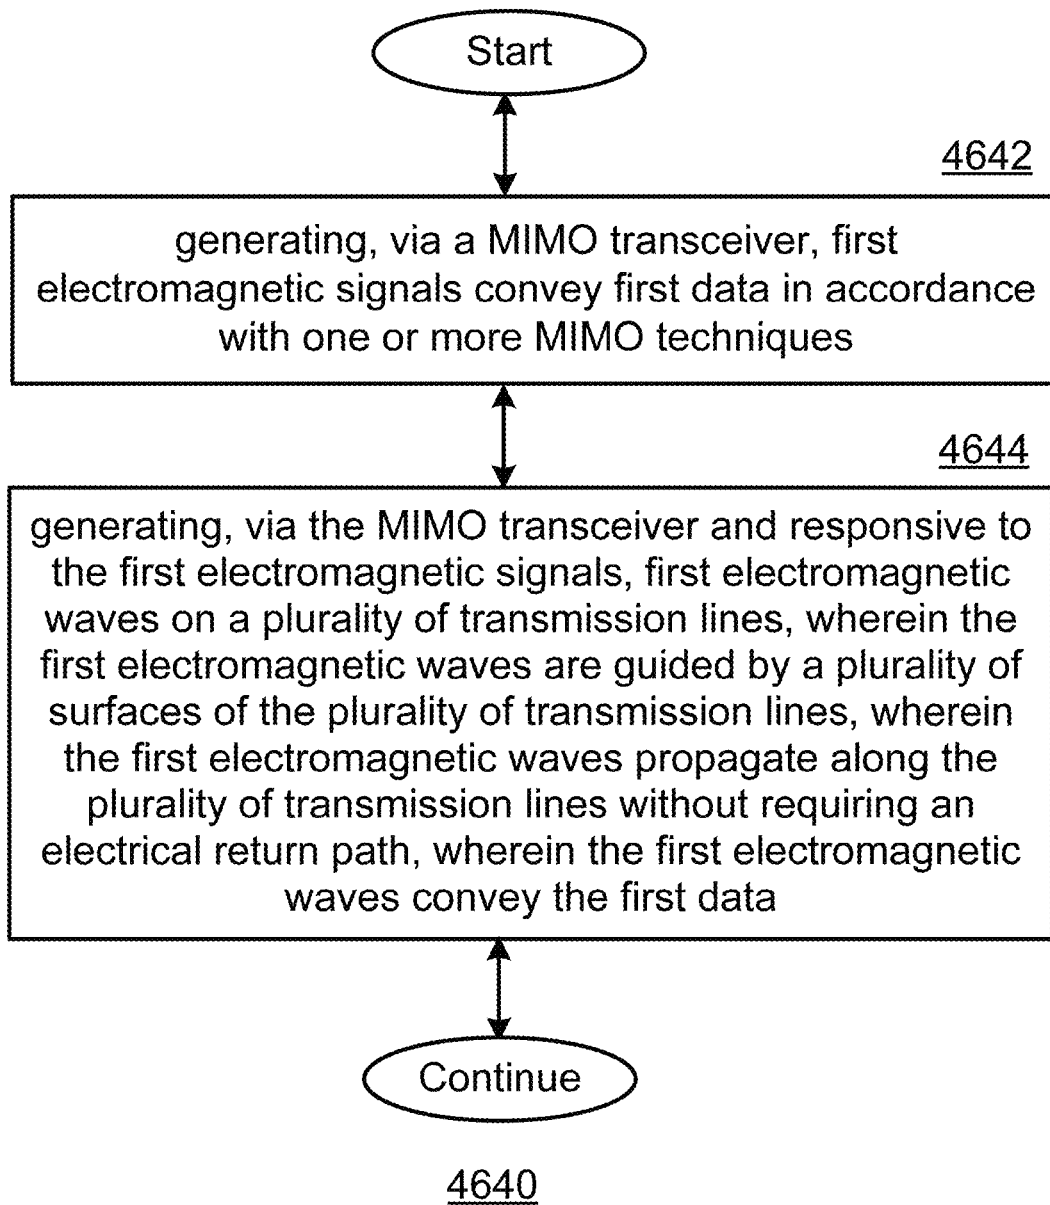 Start
4642
generating, via a MIMO transceiver, first
electromagnetic signals convey first data in accordance
with one or more MIMO techniques
4644
generating, via the MIMO transceiver and responsive to
the first electromagnetic signals, first electromagnetic
waves on a plurality of transmission lines, wherein the
first electromagnetic waves are guided by a plurality of
surfaces of the plurality of transmission lines, wherein
the first electromagnetic waves propagate along the
plurality of transmission lines without requiring an
electrical return path, wherein the first electromagnetic
waves convey the first data
Continue
4640